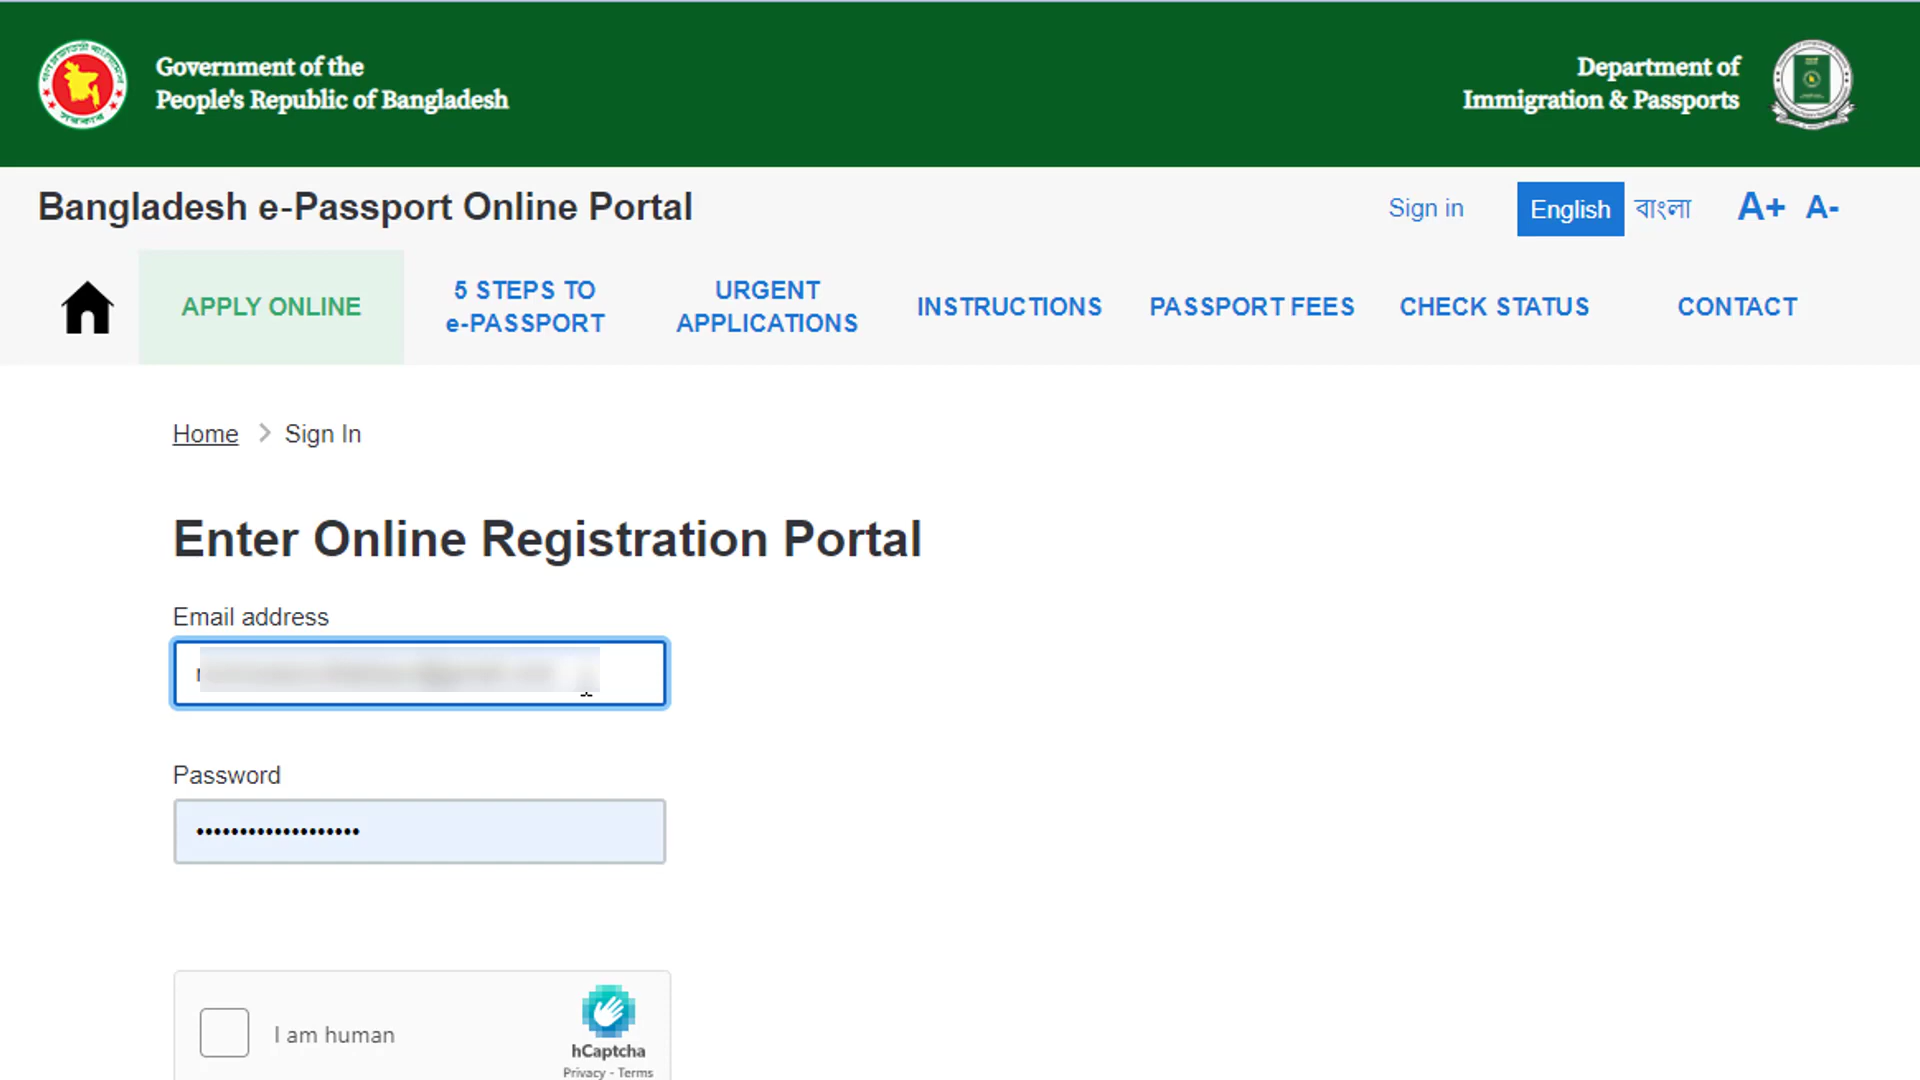 Government of the
People's Republic of Bangladesh
Department of
Immigration & Passports
Bangladesh e-Passport Online Portal
Sign in
English
বাংলা
A+ A-
APPLY ONLINE
5 STEPS TO
e-PASSPORT
URGENT
APPLICATIONS
INSTRUCTIONS
PASSPORT FEES
CHECK STATUS
CONTACT
Home > Sign In
Enter Online Registration Portal
Email address
Password
•••••••••••••••••••
I am human
hCaptcha
Privacy - Terms